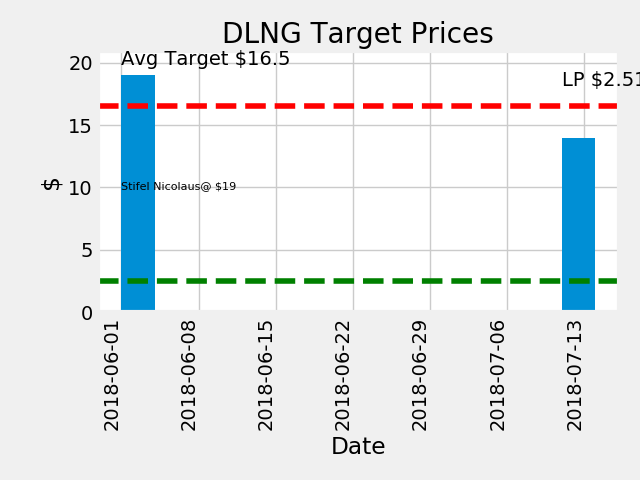 DLNG Target Prices
Avg Target $16.5
LP $2.51
20
15
10
5
0
$
Stifel Nicolaus@ $19
2018-06-01
2018-06-08
2018-06-15
2018-06-22
2018-06-29
2018-07-06
2018-07-13
Date